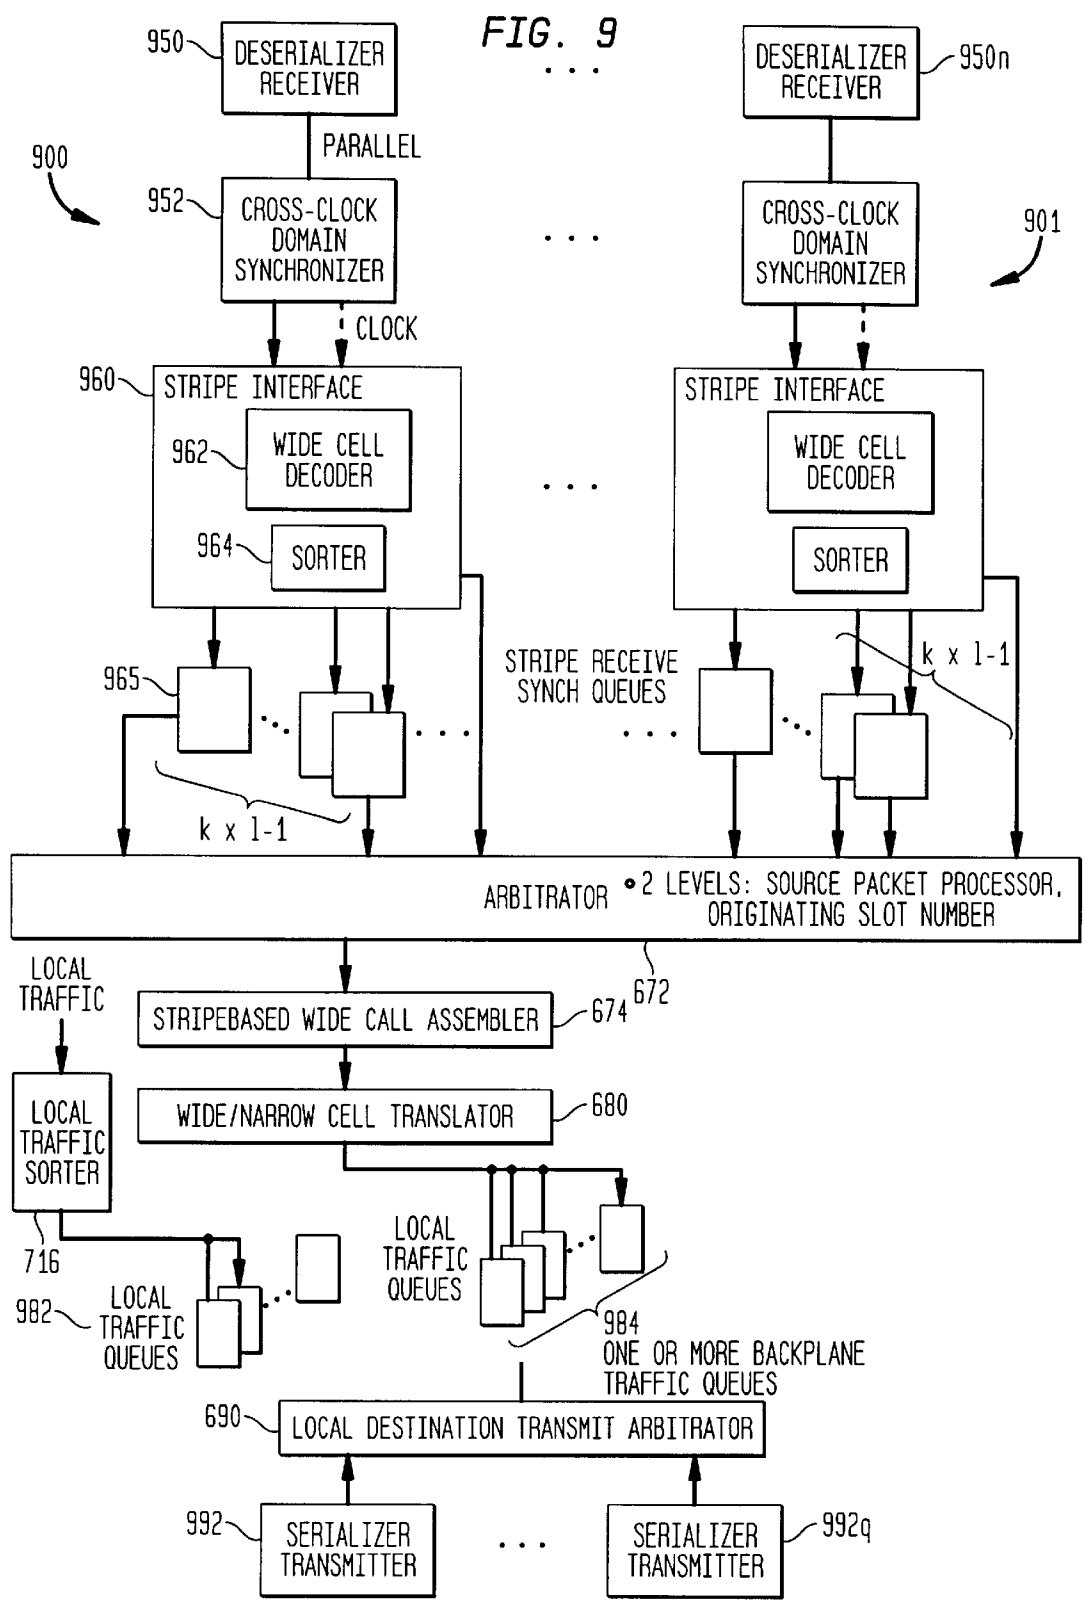 FIG. 9
950
DESERIALIZER
RECEIVER
. . .
DESERIALIZER
RECEIVER
950n
PARALLEL
900
952
CROSS-CLOCK
DOMAIN
SYNCHRONIZER
. . .
CROSS-CLOCK
DOMAIN
SYNCHRONIZER
901
CLOCK
960
STRIPE INTERFACE
962
WIDE CELL
DECODER
964
SORTER
. . .
STRIPE INTERFACE
WIDE CELL
DECODER
SORTER
965
STRIPE RECEIVE
SYNCH QUEUES
k x l-1
k x l-1
ARBITRATOR
2 LEVELS: SOURCE PACKET PROCESSOR,
ORIGINATING SLOT NUMBER
672
LOCAL
TRAFFIC
STRIPEBASED WIDE CALL ASSEMBLER
674
WIDE/NARROW CELL TRANSLATOR
680
LOCAL
TRAFFIC
SORTER
716
LOCAL
TRAFFIC
QUEUES
982
LOCAL
TRAFFIC
QUEUES
984
ONE OR MORE BACKPLANE
TRAFFIC QUEUES
690
LOCAL DESTINATION TRANSMIT ARBITRATOR
992
SERIALIZER
TRANSMITTER
. . .
SERIALIZER
TRANSMITTER
992q